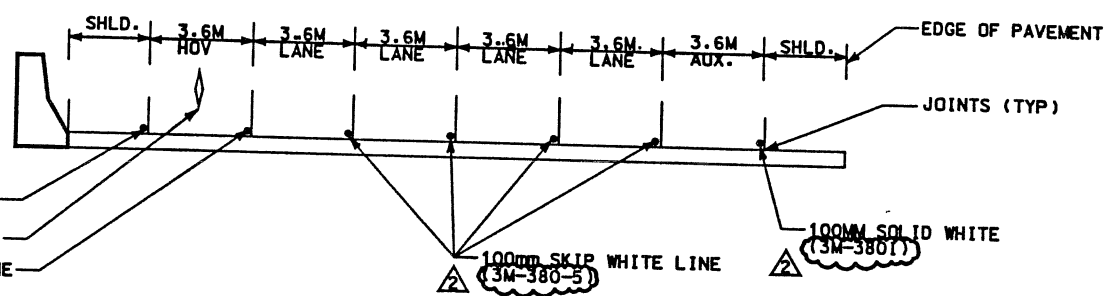 SHLD. 3.6M HOV 3.6M LANE 3.6M LANE 3.6M LANE 3.6M LANE 3.6M AUX. SHLD.
EDGE OF PAVEMENT
JOINTS (TYP)
100MM SOLID WHITE
(3M-380I)
2
100mm SKIP WHITE LINE
(3M-380-5)
2